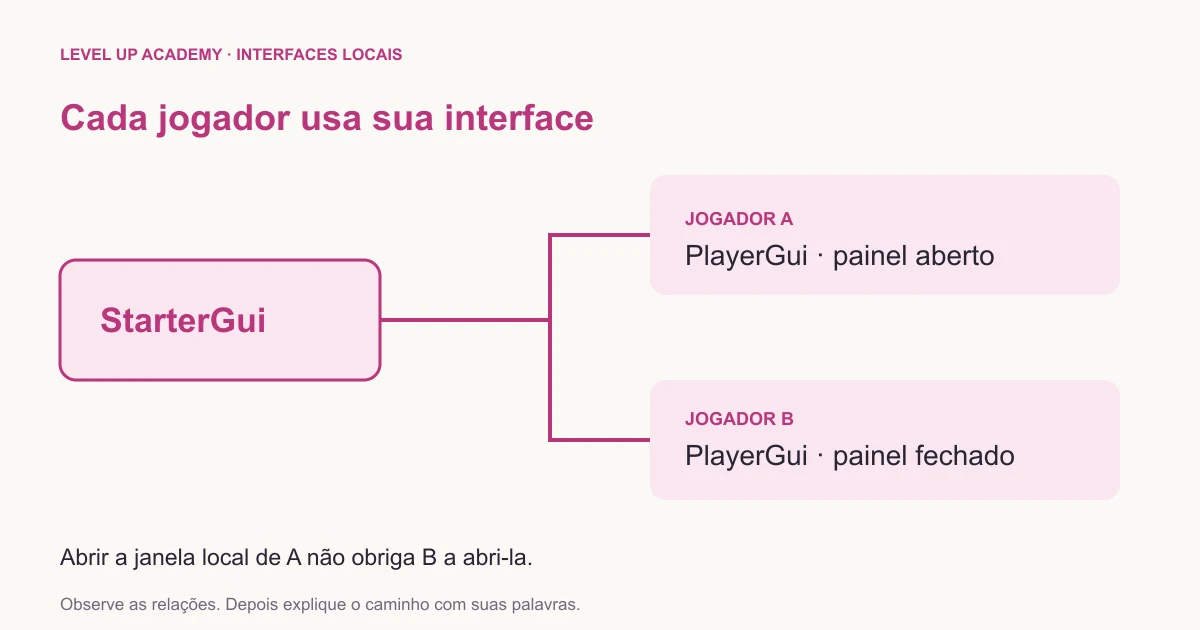 LEVEL UP ACADEMY · INTERFACES LOCAIS
Cada jogador usa sua interface
StarterGui
JOGADOR A
PlayerGui · painel aberto
JOGADOR B
PlayerGui · painel fechado
Abrir a janela local de A não obriga B a abri-la.
Observe as relações. Depois explique o caminho com suas palavras.